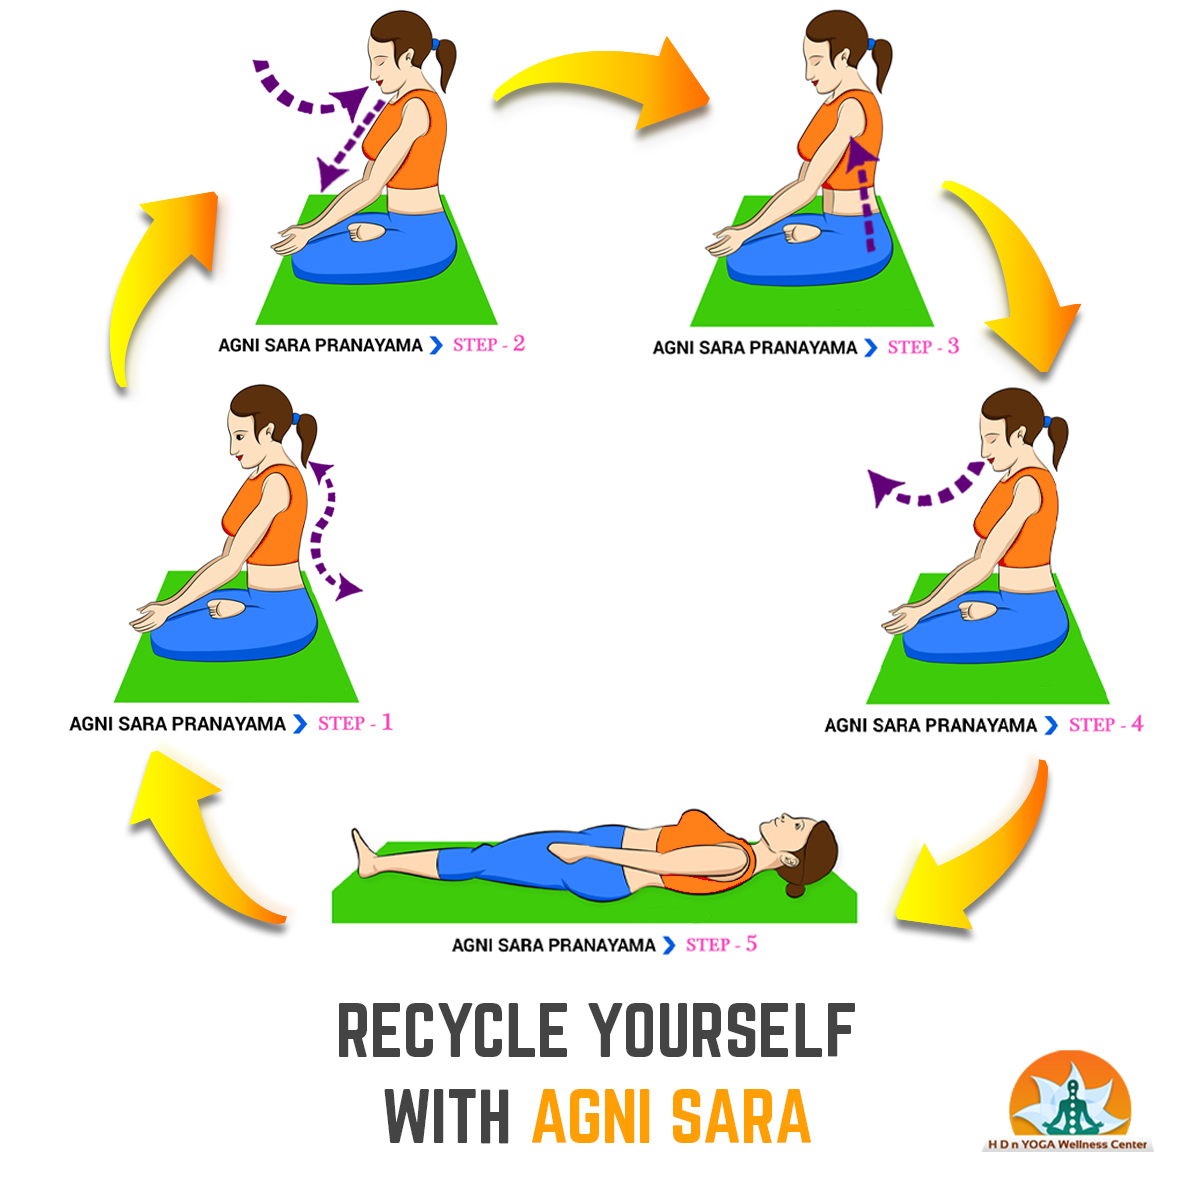 AGNI SARA PRANAYAMA STEP - 2
AGNI SARA PRANAYAMA STEP - 3
AGNI SARA PRANAYAMA STEP - 1
AGNI SARA PRANAYAMA STEP - 4
AGNI SARA PRANAYAMA STEP - 5
RECYCLE YOURSELF
WITH AGNI SARA
H D n YOGA Wellness Center